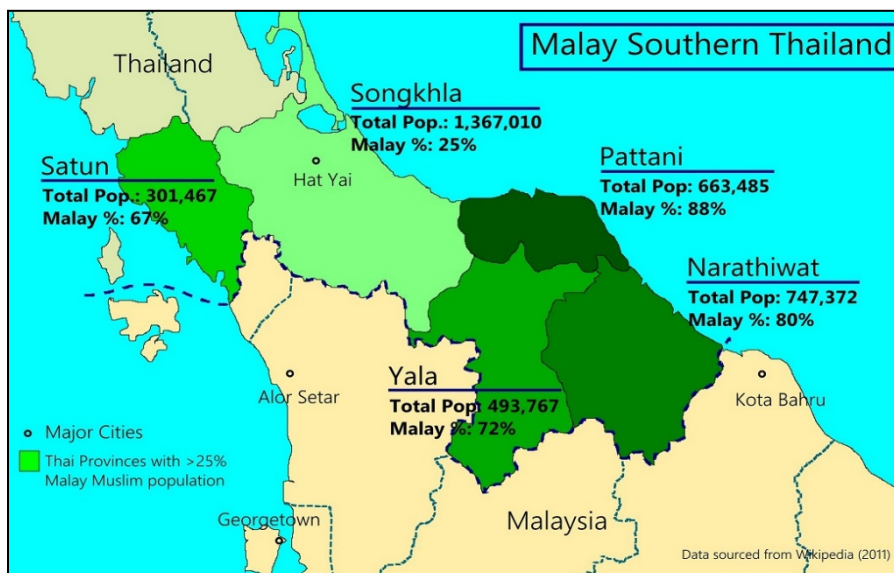 Malay Southern Thailand
Thailand
Songkhla
Total Pop.: 1,367,010
Malay %: 25%
Hat Yai
Satun
Total Pop.: 301,467
Malay %: 67%
Pattani
Total Pop: 663,485
Malay %: 88%
Narathiwat
Total Pop: 747,372
Malay %: 80%
Yala
Total Pop: 493,767
Malay %: 72%
Alor Setar
Kota Bahru
Major Cities
Thai Provinces with >25%
Malay Muslim population
Georgetown
Malaysia
Data sourced from Wikipedia (2011)